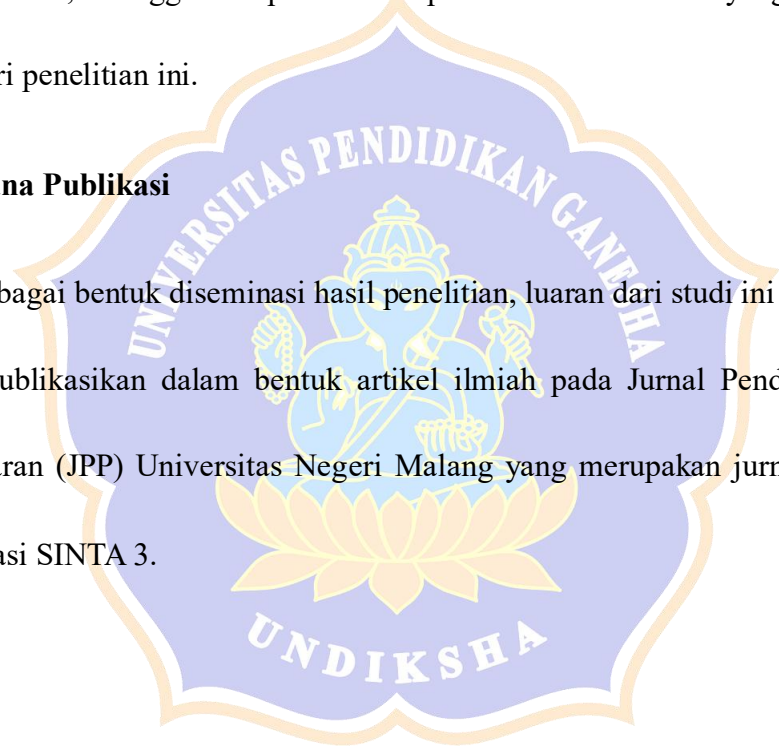 ri penelitian ini.
UNIVERSITAS PENDIDIKAN GANESHA
na Publikasi
bagai bentuk diseminasi hasil penelitian, luaran dari studi ini
ublikasikan dalam bentuk artikel ilmiah pada Jurnal Pend
ran (JPP) Universitas Negeri Malang yang merupakan jurn
asi SINTA 3.
UNDIKSHA